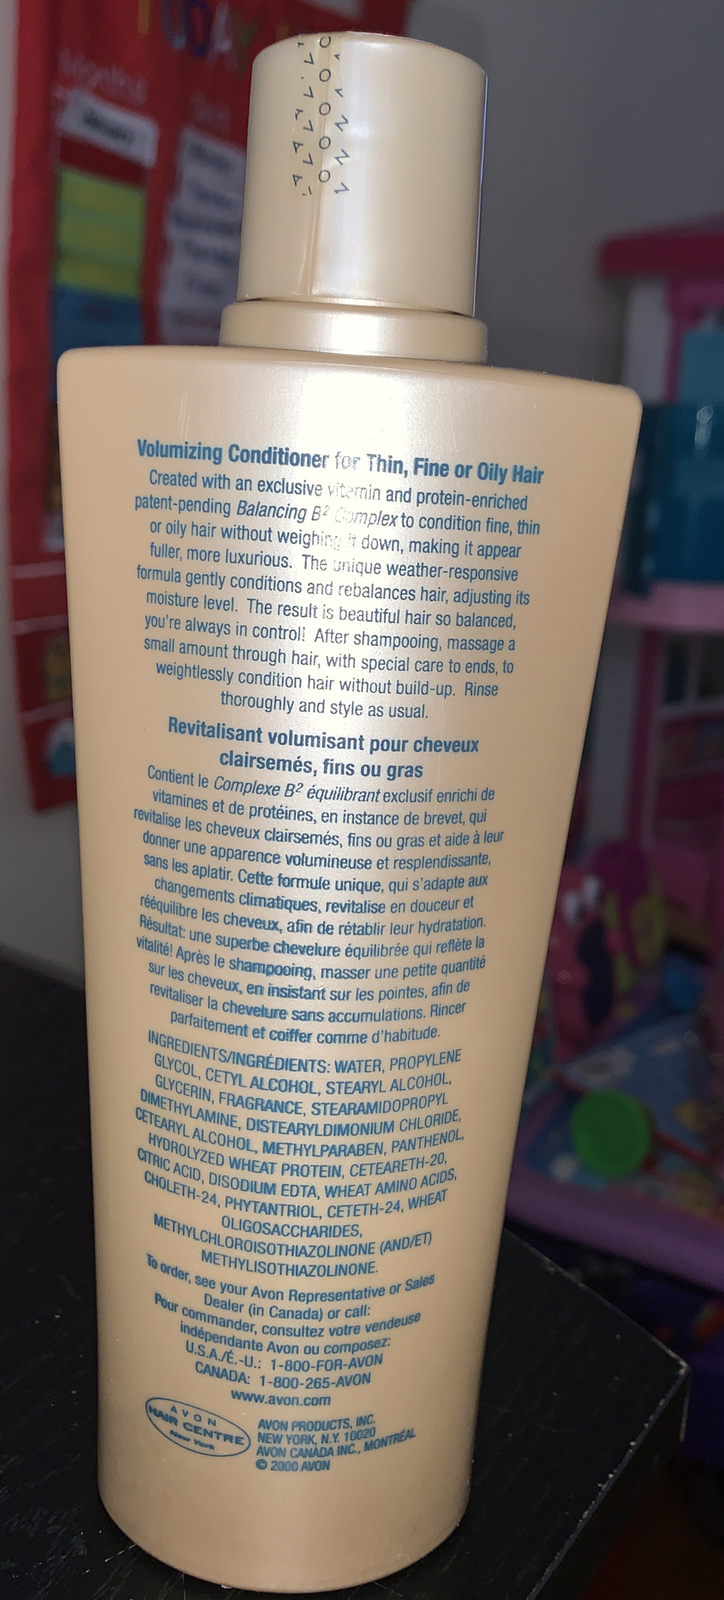 TODAY
Months
AVON
AVON
Volumizing Conditioner for Thin, Fine or Oily Hair
Created with an exclusive vitamin and protein-enriched
patent-pending Balancing B² Complex to condition fine, thin
or oily hair without weighing it down, making it appear
fuller, more luxurious. The unique weather-responsive
formula gently conditions and rebalances hair, adjusting its
moisture level. The result is beautiful hair so balanced,
you're always in control! After shampooing, massage a
small amount through hair, with special care to ends, to
weightlessly condition hair without build-up. Rinse
thoroughly and style as usual.
Revitalisant volumisant pour cheveux
clairsemés, fins ou gras
Contient le Complexe B² équilibrant exclusif enrichi de
vitamines et de protéines, en instance de brevet, qui
revitalise les cheveux clairsemés, fins ou gras et aide à leur
donner une apparence volumineuse et resplendissante,
sans les aplatir. Cette formule unique, qui s'adapte aux
changements climatiques, revitalise en douceur et
rééquilibre les cheveux, afin de rétablir leur hydratation.
Résultat: une superbe chevelure équilibrée qui reflète la
vitalité! Après le shampooing, masser une petite quantité
sur les cheveux, en insistant sur les pointes, afin de
revitaliser la chevelure sans accumulations. Rincer
parfaitement et coiffer comme d'habitude.
INGREDIENTS/INGRÉDIENTS: WATER, PROPYLENE
GLYCOL, CETYL ALCOHOL, STEARYL ALCOHOL,
GLYCERIN, FRAGRANCE, STEARAMIDOPROPYL
DIMETHYLAMINE, DISTEARYLDIMONIUM CHLORIDE,
CETEARYL ALCOHOL, METHYLPARABEN, PANTHENOL,
HYDROLYZED WHEAT PROTEIN, CETEARETH-20,
CITRIC ACID, DISODIUM EDTA, WHEAT AMINO ACIDS,
CHOLETH-24, PHYTANTRIOL, CETETH-24, WHEAT
OLIGOSACCHARIDES,
METHYLCHLOROISOTHIAZOLINONE (AND/ET)
METHYLISOTHIAZOLINONE.
To order, see your Avon Representative or Sales
Dealer (in Canada) or call:
Pour commander, consultez votre vendeuse
indépendante Avon ou composez:
U.S.A./É.-U.: 1-800-FOR-AVON
CANADA: 1-800-265-AVON
www.avon.com
AVON
HAIR CENTRE
New York
AVON PRODUCTS, INC.
NEW YORK, N.Y. 10020
AVON CANADA INC., MONTRÉAL
© 2000 AVON